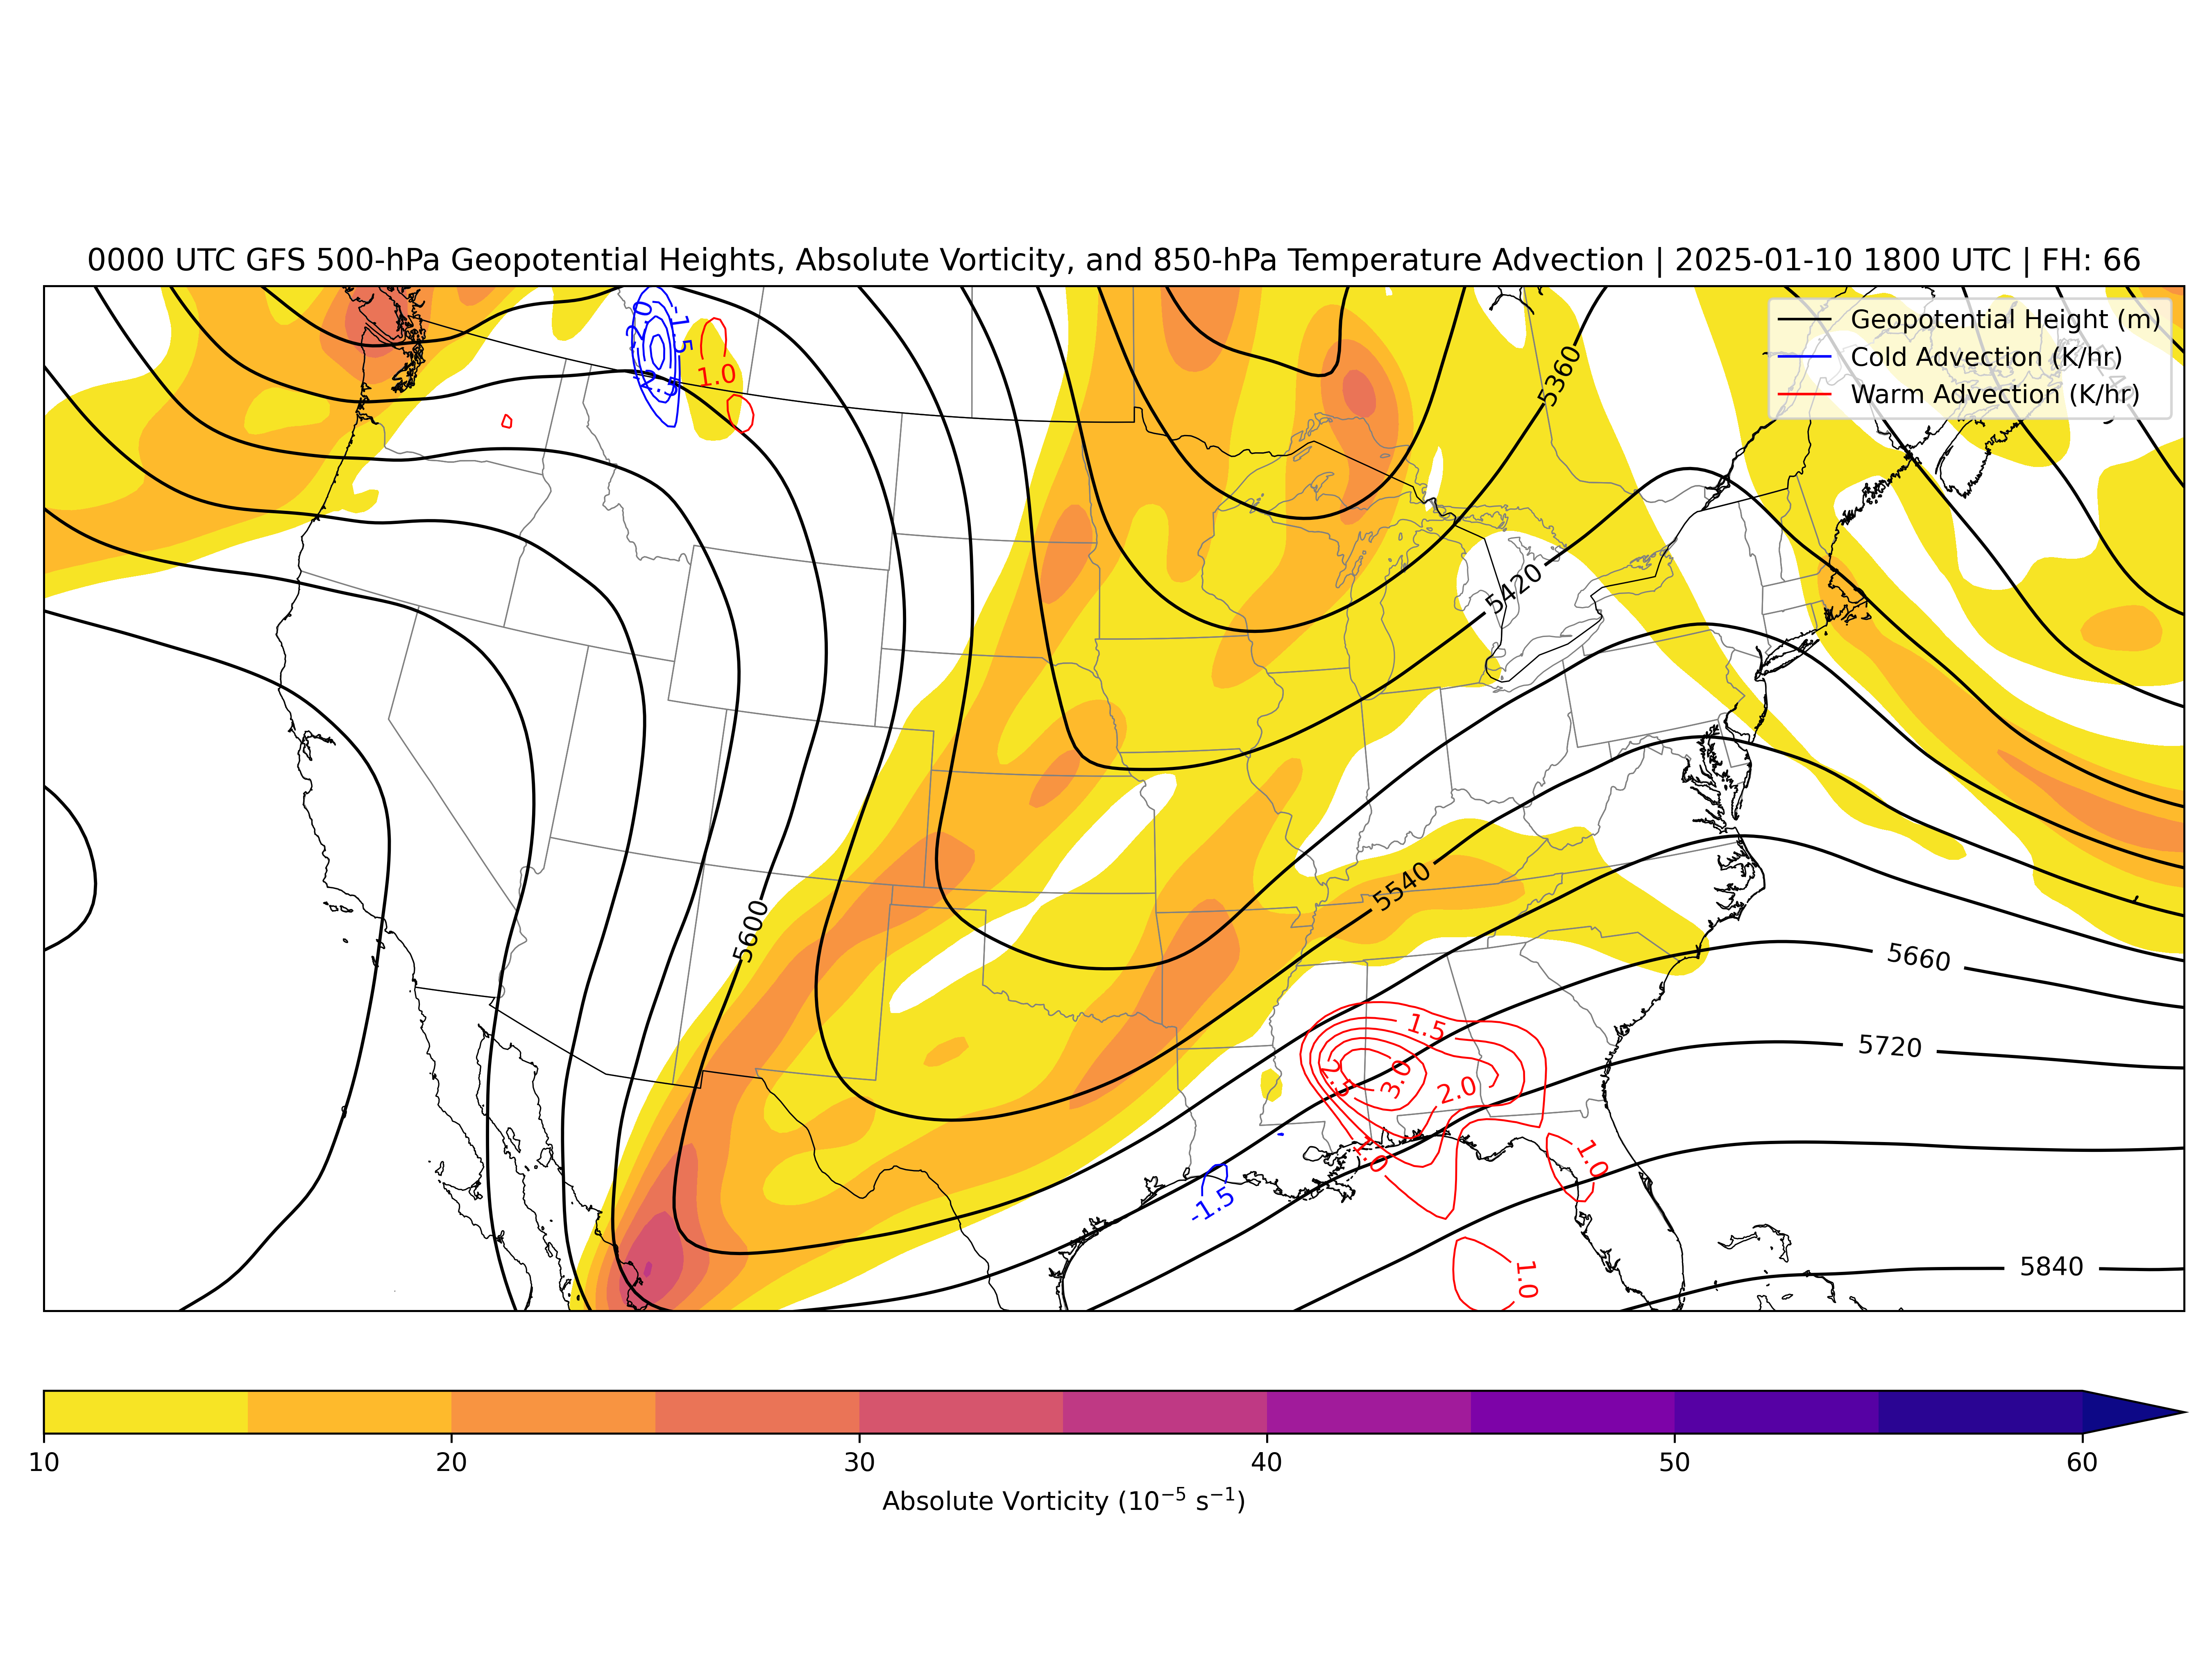 0000 UTC GFS 500-hPa Geopotential Heights, Absolute Vorticity, and 850-hPa Temperature Advection | 2025-01-10 1800 UTC | FH: 66
Geopotential Height (m)
Cold Advection (K/hr)
Warm Advection (K/hr)
-1.5
1.0
5360
5420
5540
5600
5660
5720
1.5
2.5
3.0
2.0
1.0
1.0
-1.5
1.0
5840
10 20 30 40 50 60
Absolute Vorticity (10⁻⁵ s⁻¹)